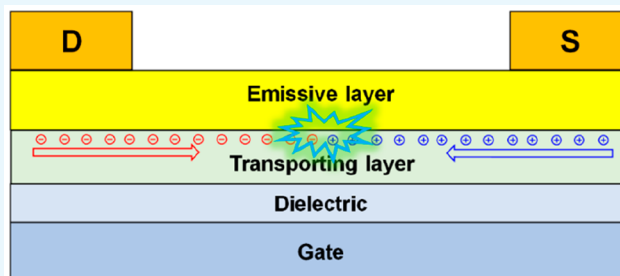 D
S
Emissive layer
Transporting layer
Dielectric
Gate